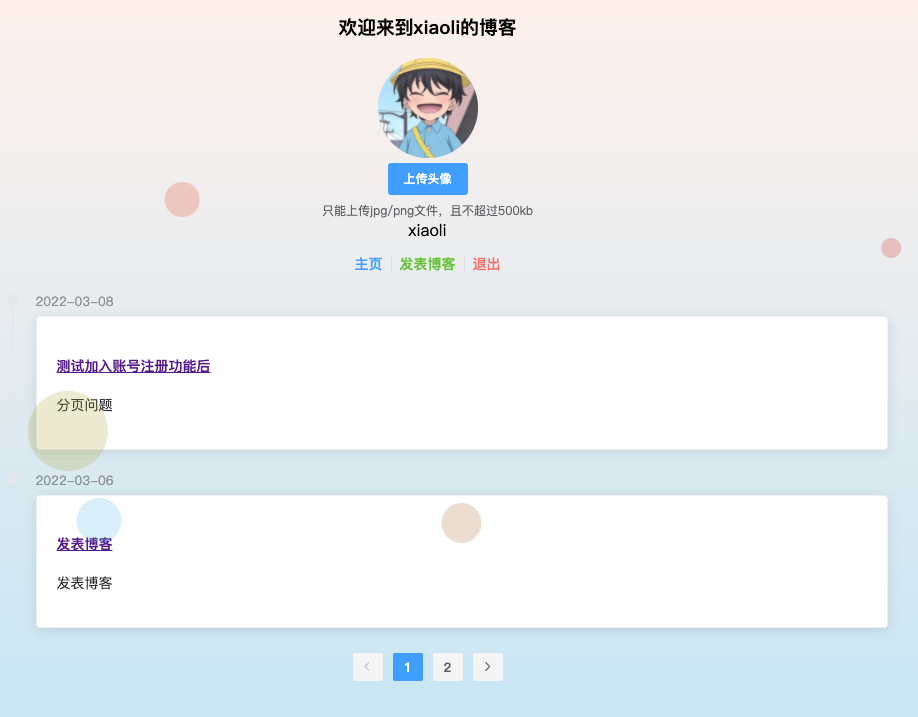 欢迎来到xiaoli的博客
上传头像
只能上传jpg/png文件，且不超过500kb
xiaoli
主页 发表博客 退出
2022-03-08
测试加入账号注册功能后
分页问题
2022-03-06
发表博客
发表博客
1 2